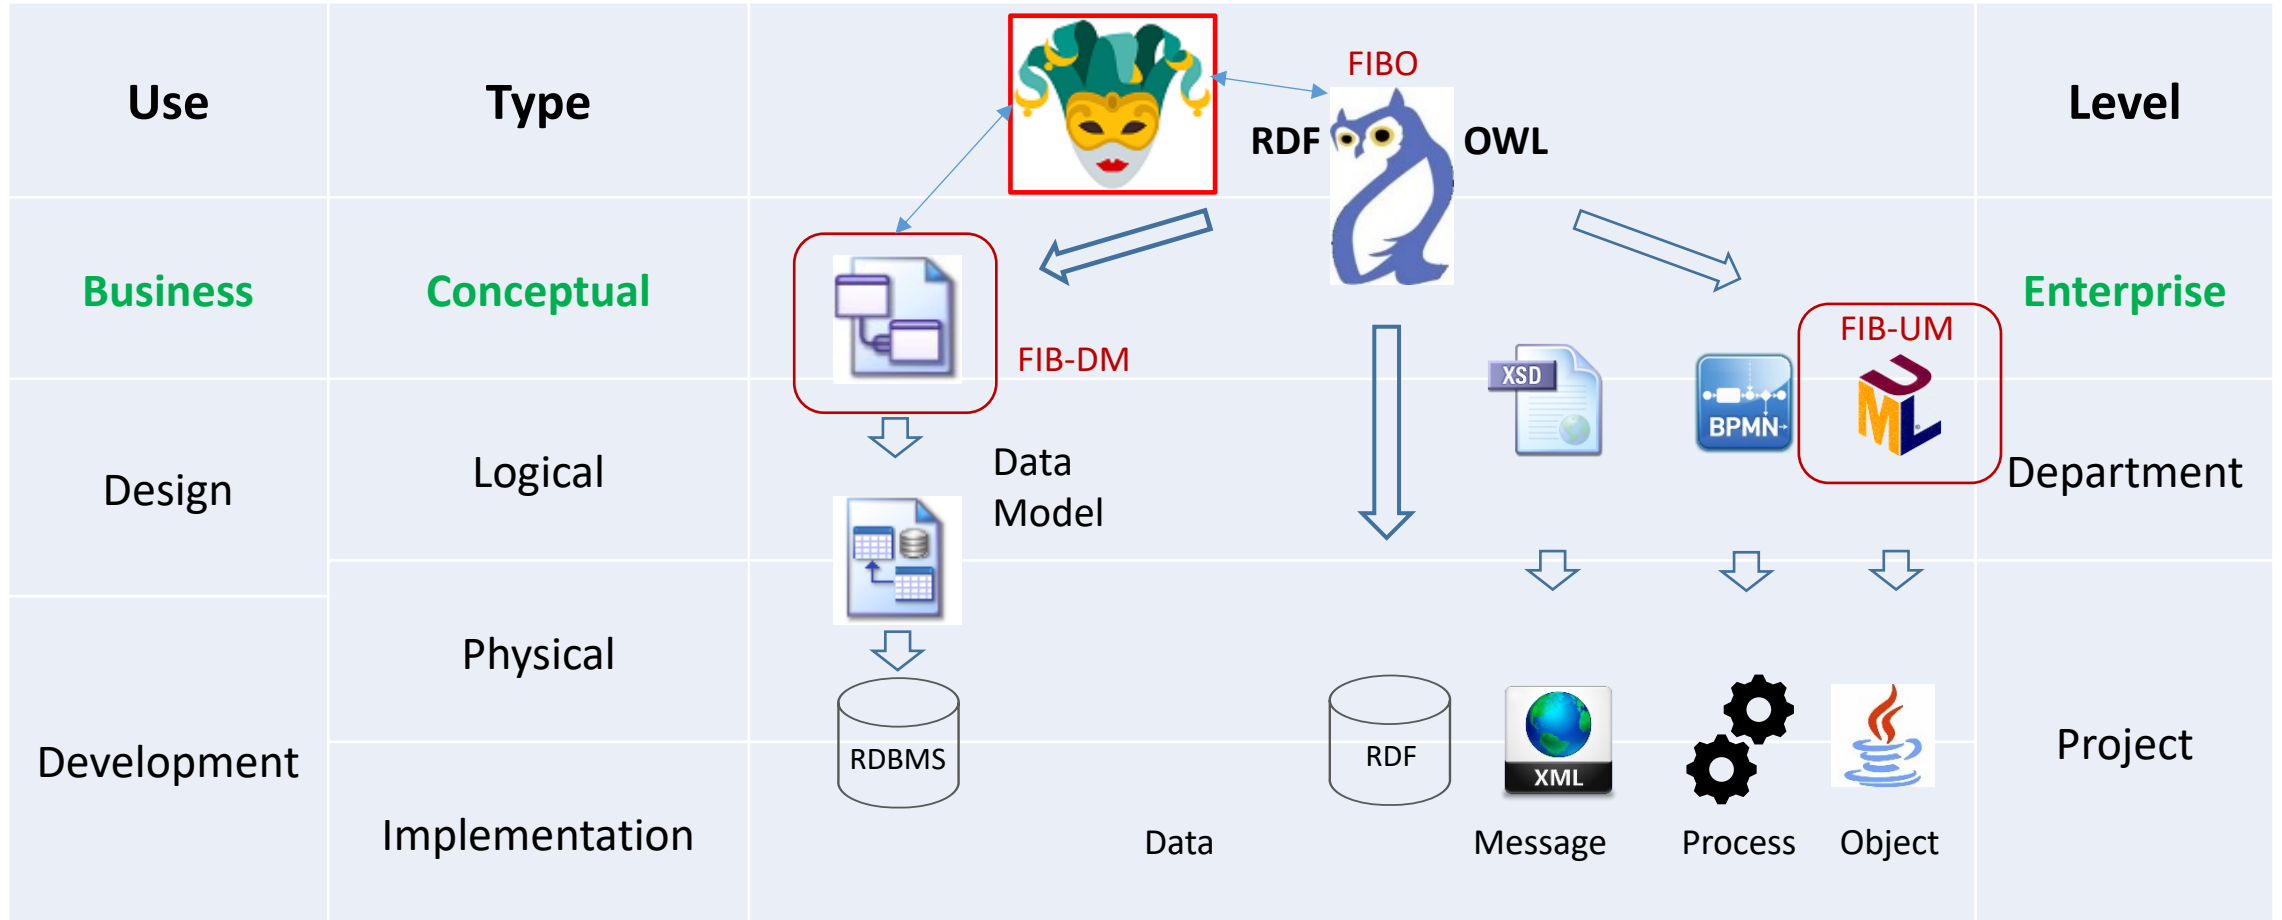 Use
Type
FIBO
RDF
OWL
Level
Business
Conceptual
FIB-DM
Enterprise
FIB-UM
XSD
BPMN
UML
Design
Logical
Data
Model
Department
Physical
Development
RDBMS
RDF
XML
Project
Implementation
Data
Message
Process
Object